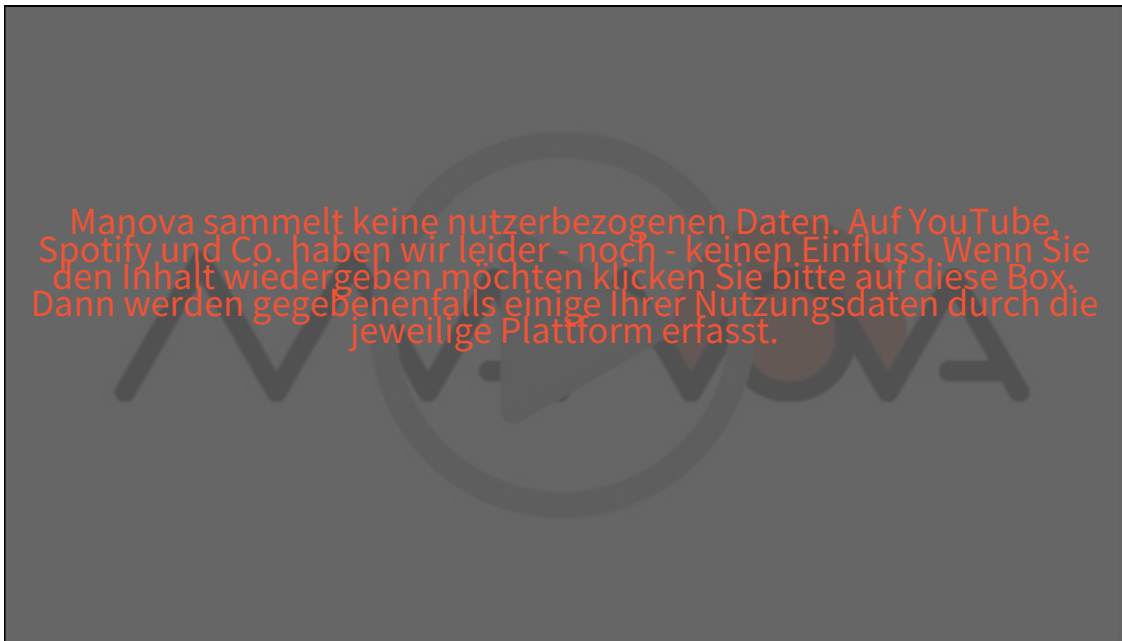 Manova sammelt keine nutzerbezogenen Daten. Auf YouTube,
Spotify und Co. haben wir leider - noch - keinen Einfluss. Wenn Sie
den Inhalt wiedergeben möchten klicken Sie bitte auf diese Box.
Dann werden gegebenenfalls einige Ihrer Nutzungsdaten durch die
jeweilige Plattform erfasst.
MANOVA